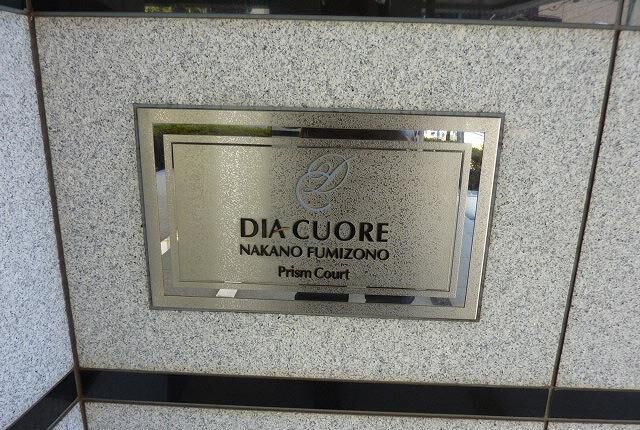 DIA CUORE
NAKANO FUMIZONO
Prism Court